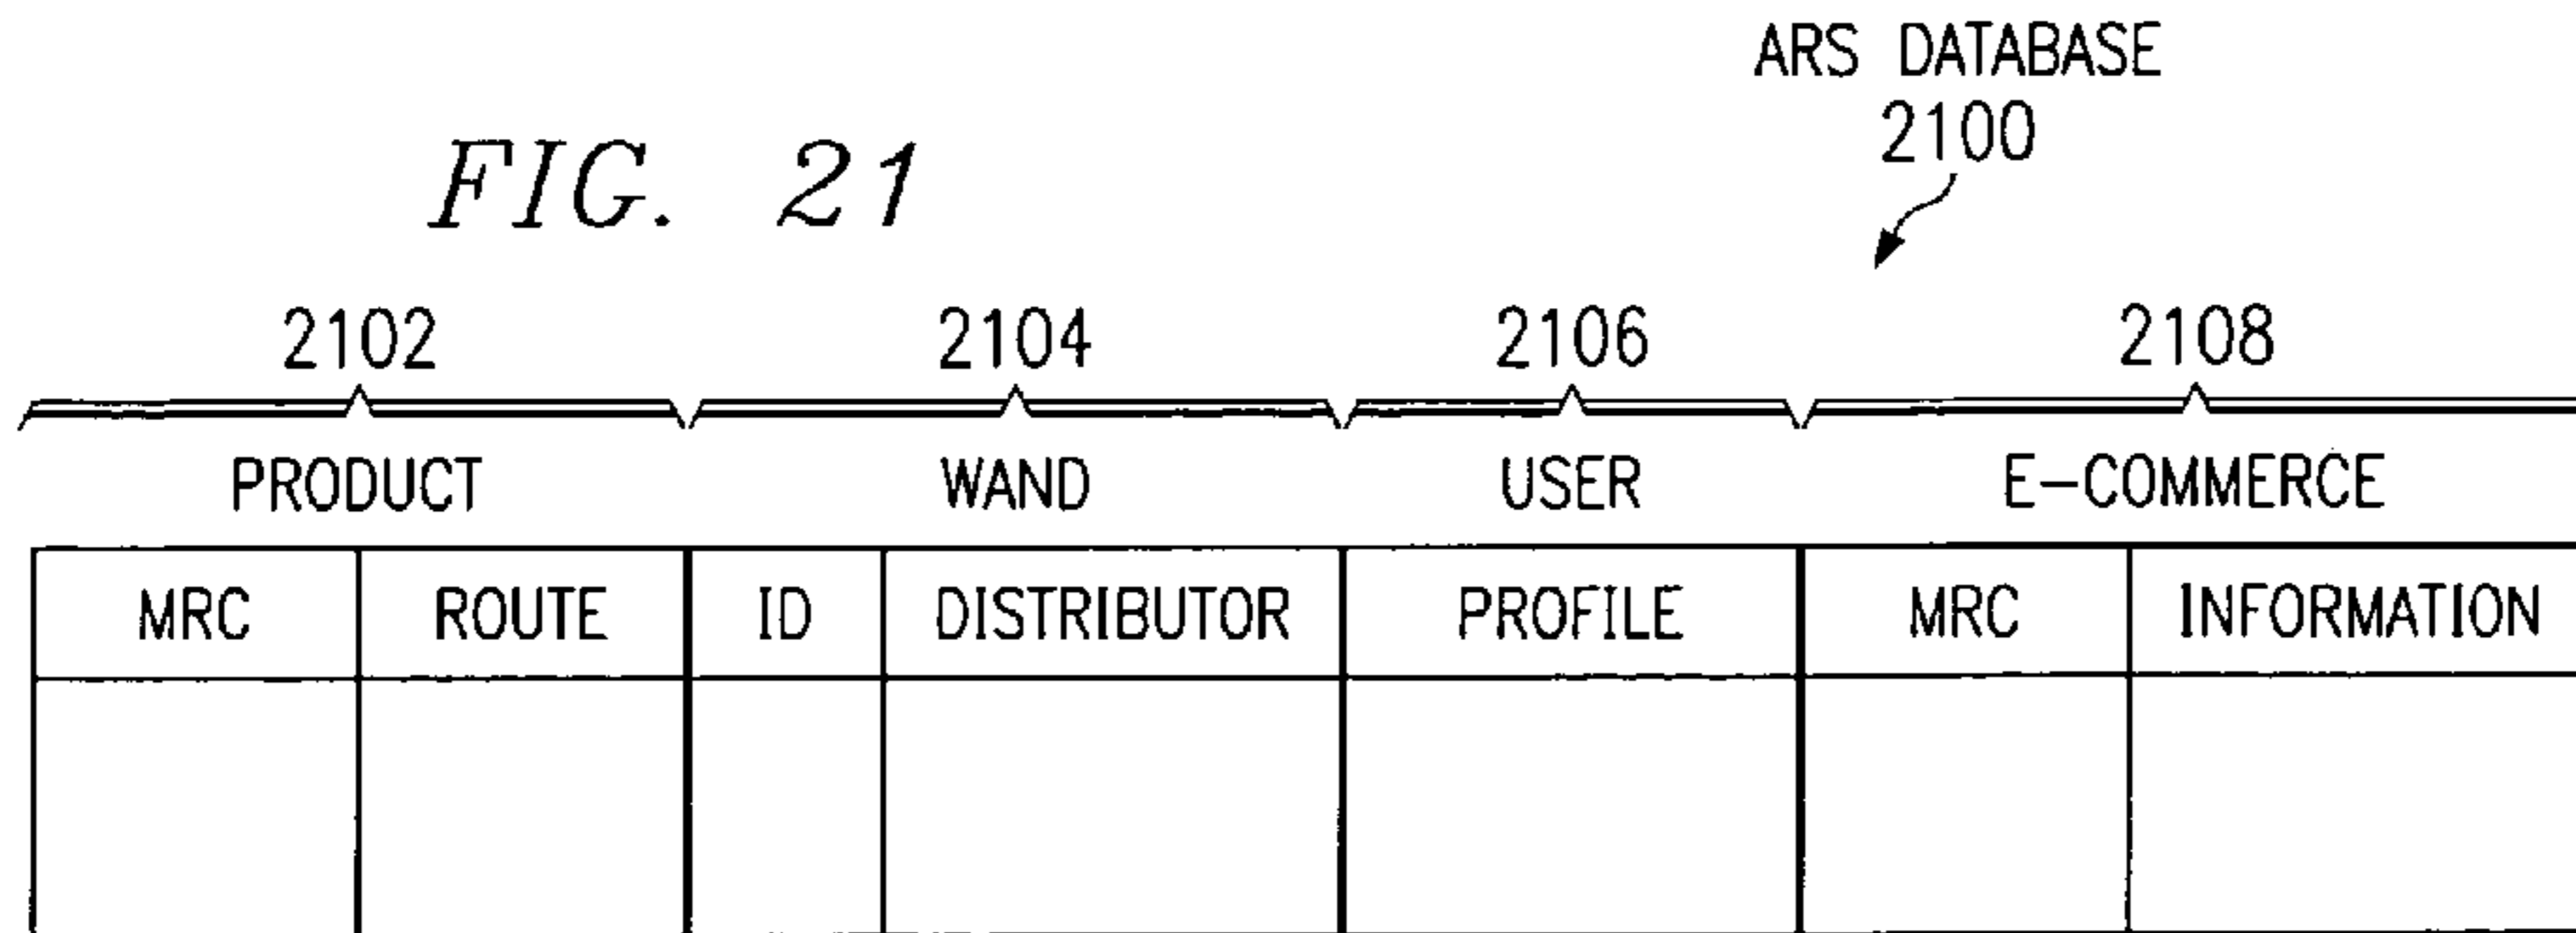 ARS DATABASE
2100
FIG. 21
2102 2104 2106 2108
PRODUCT WAND USER E-COMMERCE
MRC ROUTE ID DISTRIBUTOR PROFILE MRC INFORMATION